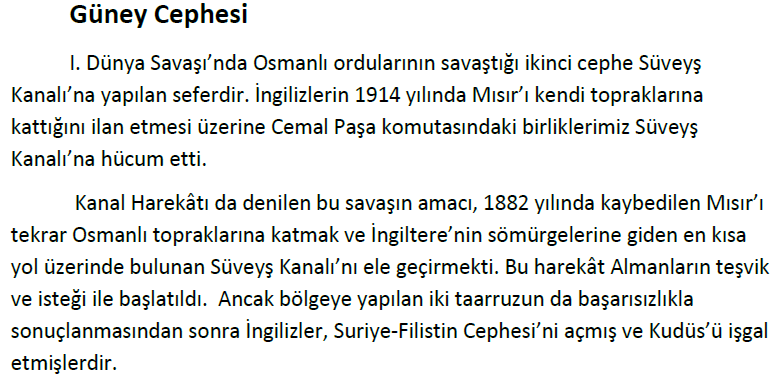 Güney Cephesi
I. Dünya Savaşı’nda Osmanlı ordularının savaştığı ikinci cephe Süveyş
Kanalı’na yapılan seferdir. İngilizlerin 1914 yılında Mısır’ı kendi topraklarına
kattığını ilan etmesi üzerine Cemal Paşa komutasındaki birliklerimiz Süveyş
Kanalı’na hücum etti.
Kanal Harekâtı da denilen bu savaşın amacı, 1882 yılında kaybedilen Mısır’ı
tekrar Osmanlı topraklarına katmak ve İngiltere’nin sömürgelerine giden en kısa
yol üzerinde bulunan Süveyş Kanalı’nı ele geçirmekti. Bu harekât Almanların teşvik
ve isteği ile başlatıldı. Ancak bölgeye yapılan iki taarruzun da başarısızlıkla
sonuçlanmasından sonra İngilizler, Suriye-Filistin Cephesi’ni açmış ve Kudüs’ü işgal
etmişlerdir.